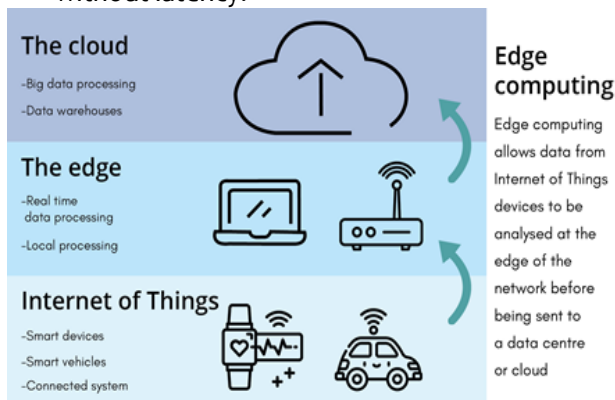 without latency.
The cloud
-Big data processing
-Data warehouses
The edge
-Real time
data processing
-Local processing
Internet of Things
-Smart devices
-Smart vehicles
-Connected system
Edge
computing
Edge computing
allows data from
Internet of Things
devices to be
analysed at the
edge of the
network before
being sent to
a data centre
or cloud